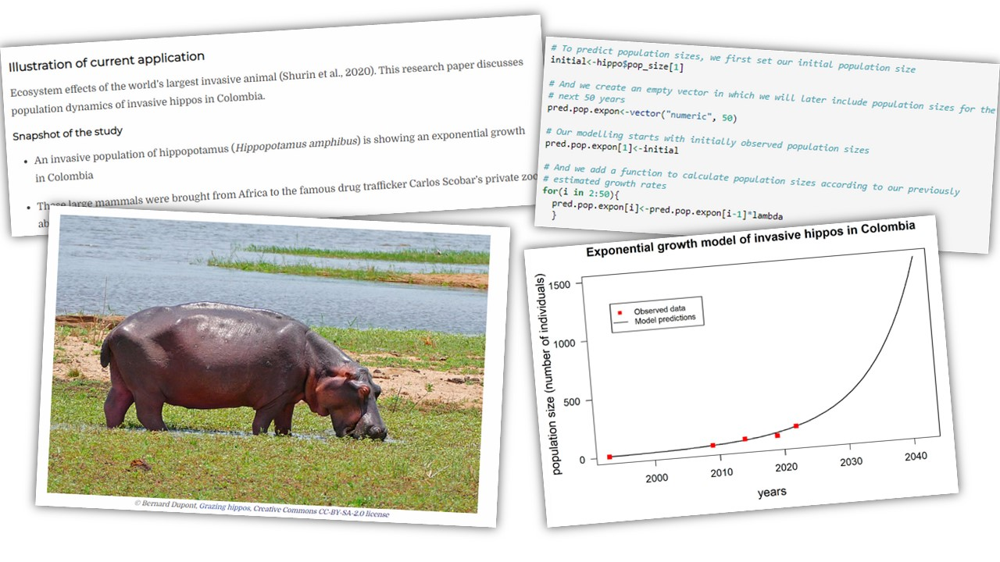 Illustration of current application
Ecosystem effects of the world's largest invasive animal (Shurin et al., 2020). This research paper discusses
population dynamics of invasive hippos in Colombia.
Snapshot of the study
• An invasive population of hippopotamus (Hippopotamus amphibus) is showing an exponential growth
in Colombia
• These large mammals were brought from Africa to the famous drug trafficker Carlos Scobar's private zoo
ab
# To predict population sizes, we first set our initial population size
initial<-hippo$pop_size[1]
# And we create an empty vector in which we will later include population sizes for the
# next 50 years
pred.pop.expon<-vector("numeric", 50)
# Our modelling starts with initially observed population sizes
pred.pop.expon[1]<-initial
# And we add a function to calculate population sizes according to our previously
# estimated growth rates
for(i in 2:50){
pred.pop.expon[i]<-pred.pop.expon[i-1]*lambda
}
© Bernard Dupont, Grazing hippos, Creative Commons CC-BY-SA-2.0 license
Exponential growth model of invasive hippos in Colombia
population size (number of individuals)
1500
1000
500
0
Observed data
Model predictions
2000
2010
2020
2030
2040
years